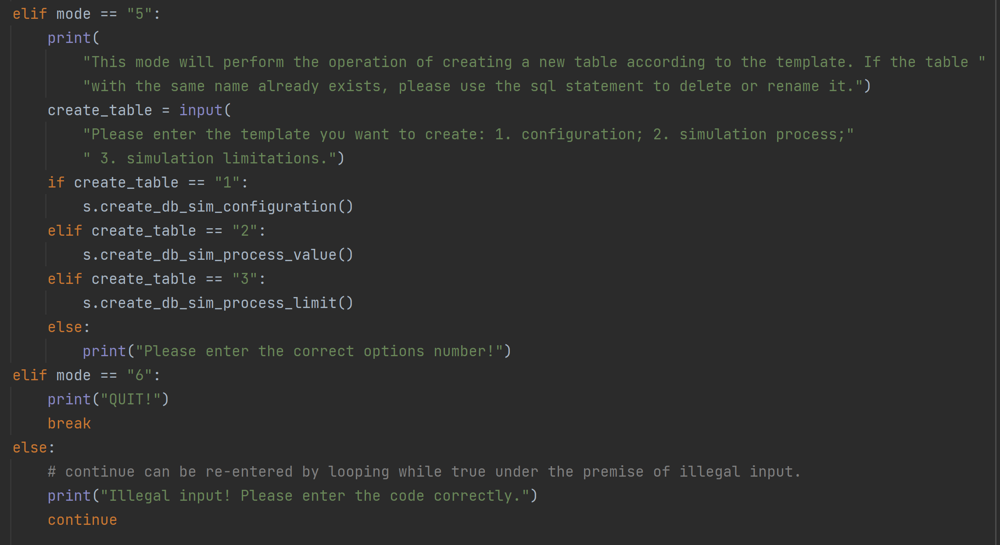 elif mode == "5":
    print(
        "This mode will perform the operation of creating a new table according to the template. If the table "
        "with the same name already exists, please use the sql statement to delete or rename it.")
    create_table = input(
        "Please enter the template you want to create: 1. configuration; 2. simulation process;"
        " 3. simulation limitations.")
    if create_table == "1":
        s.create_db_sim_configuration()
    elif create_table == "2":
        s.create_db_sim_process_value()
    elif create_table == "3":
        s.create_db_sim_process_limit()
    else:
        print("Please enter the correct options number!")
elif mode == "6":
    print("QUIT!")
    break
else:
    # continue can be re-entered by looping while true under the premise of illegal input.
    print("Illegal input! Please enter the code correctly.")
    continue